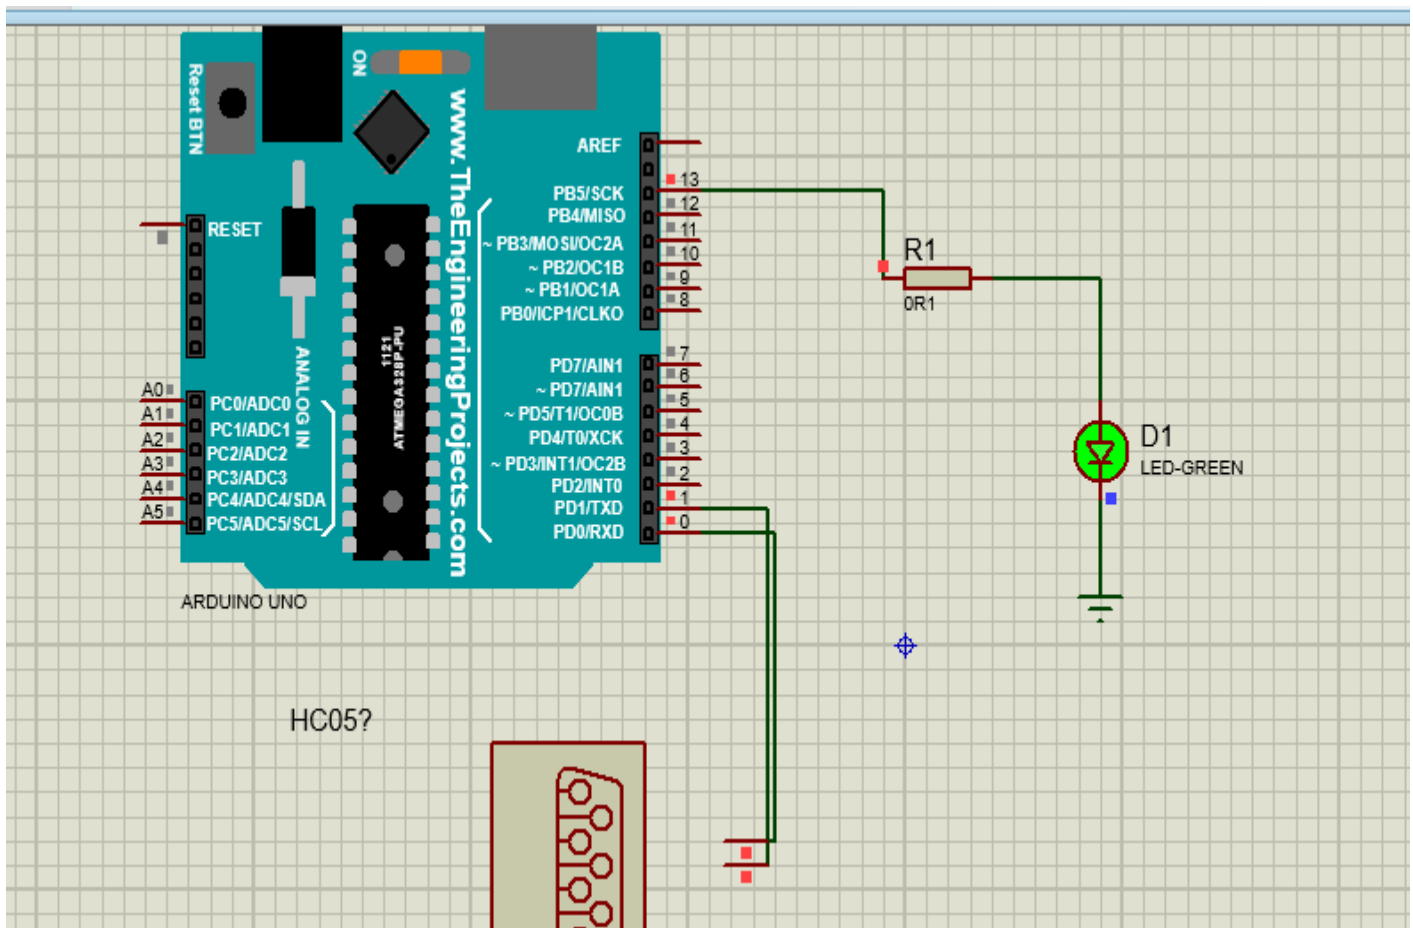 Reset BTN
ON
www.TheEngineeringProjects.com
AREF
13
PB5/SCK
12
PB4/MISO
11
~ PB3/MOSI/OC2A
10
~ PB2/OC1B
9
~ PB1/OC1A
8
PB0/ICP1/CLKO
RESET
ANALOG IN
1121
ATMEGA328P-PU
7
PD7/AIN1
6
~ PD7/AIN1
5
~ PD5/T1/OC0B
4
PD4/T0/XCK
3
~ PD3/INT1/OC2B
2
PD2/INT0
1
PD1/TXD
0
PD0/RXD
A0
PC0/ADC0
A1
PC1/ADC1
A2
PC2/ADC2
A3
PC3/ADC3
A4
PC4/ADC4/SDA
A5
PC5/ADC5/SCL
ARDUINO UNO
R1
0R1
D1
LED-GREEN
HC05?